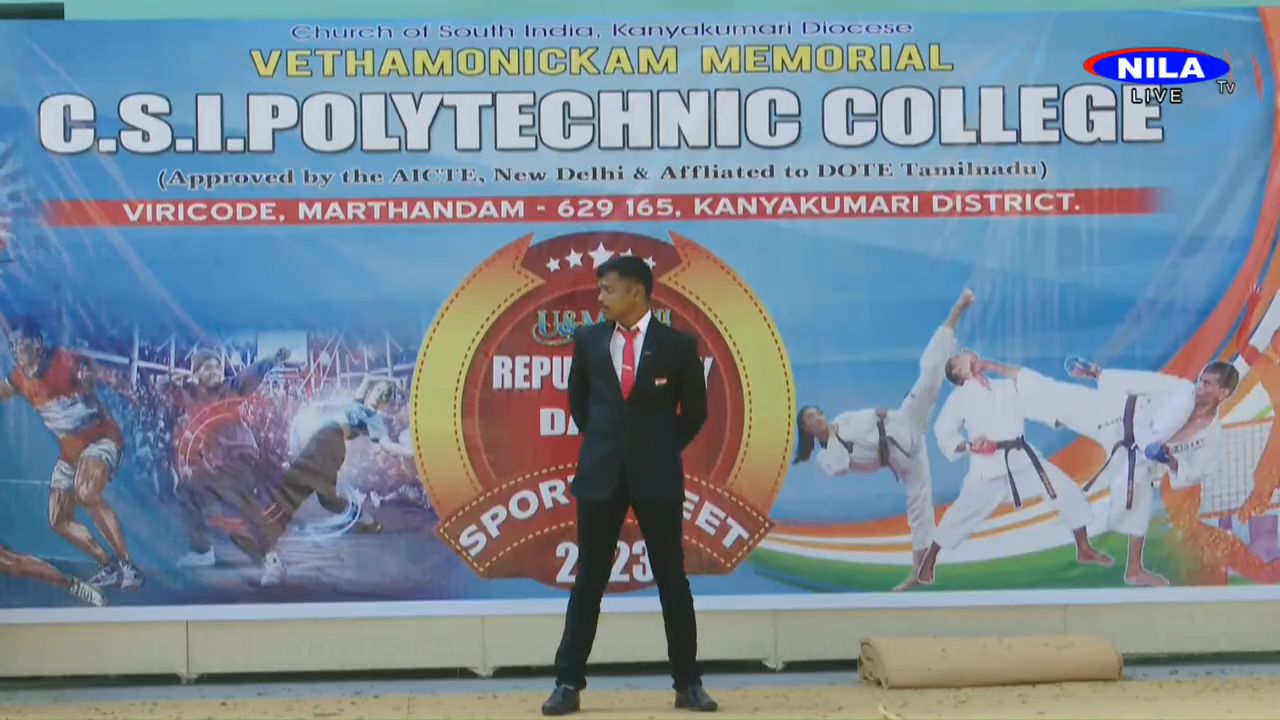 Church of South India, Kanyakumari Diocese
VETHAMONICKAM MEMORIAL
C.S.I.POLYTECHNIC COLLEGE
(Approved by the AICTE, New Delhi & Affliated to DOTE Tamilnadu)
VIRICODE, MARTHANDAM - 629 165, KANYAKUMARI DISTRICT.
NILA
TV
LIVE